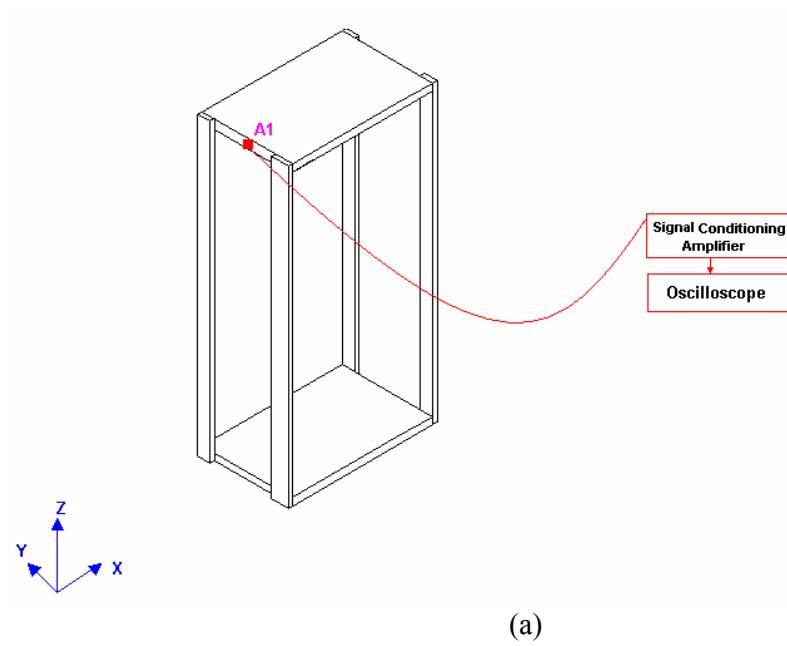 A1
Signal Conditioning
Amplifier
Oscilloscope
Z
Y
X
(a)